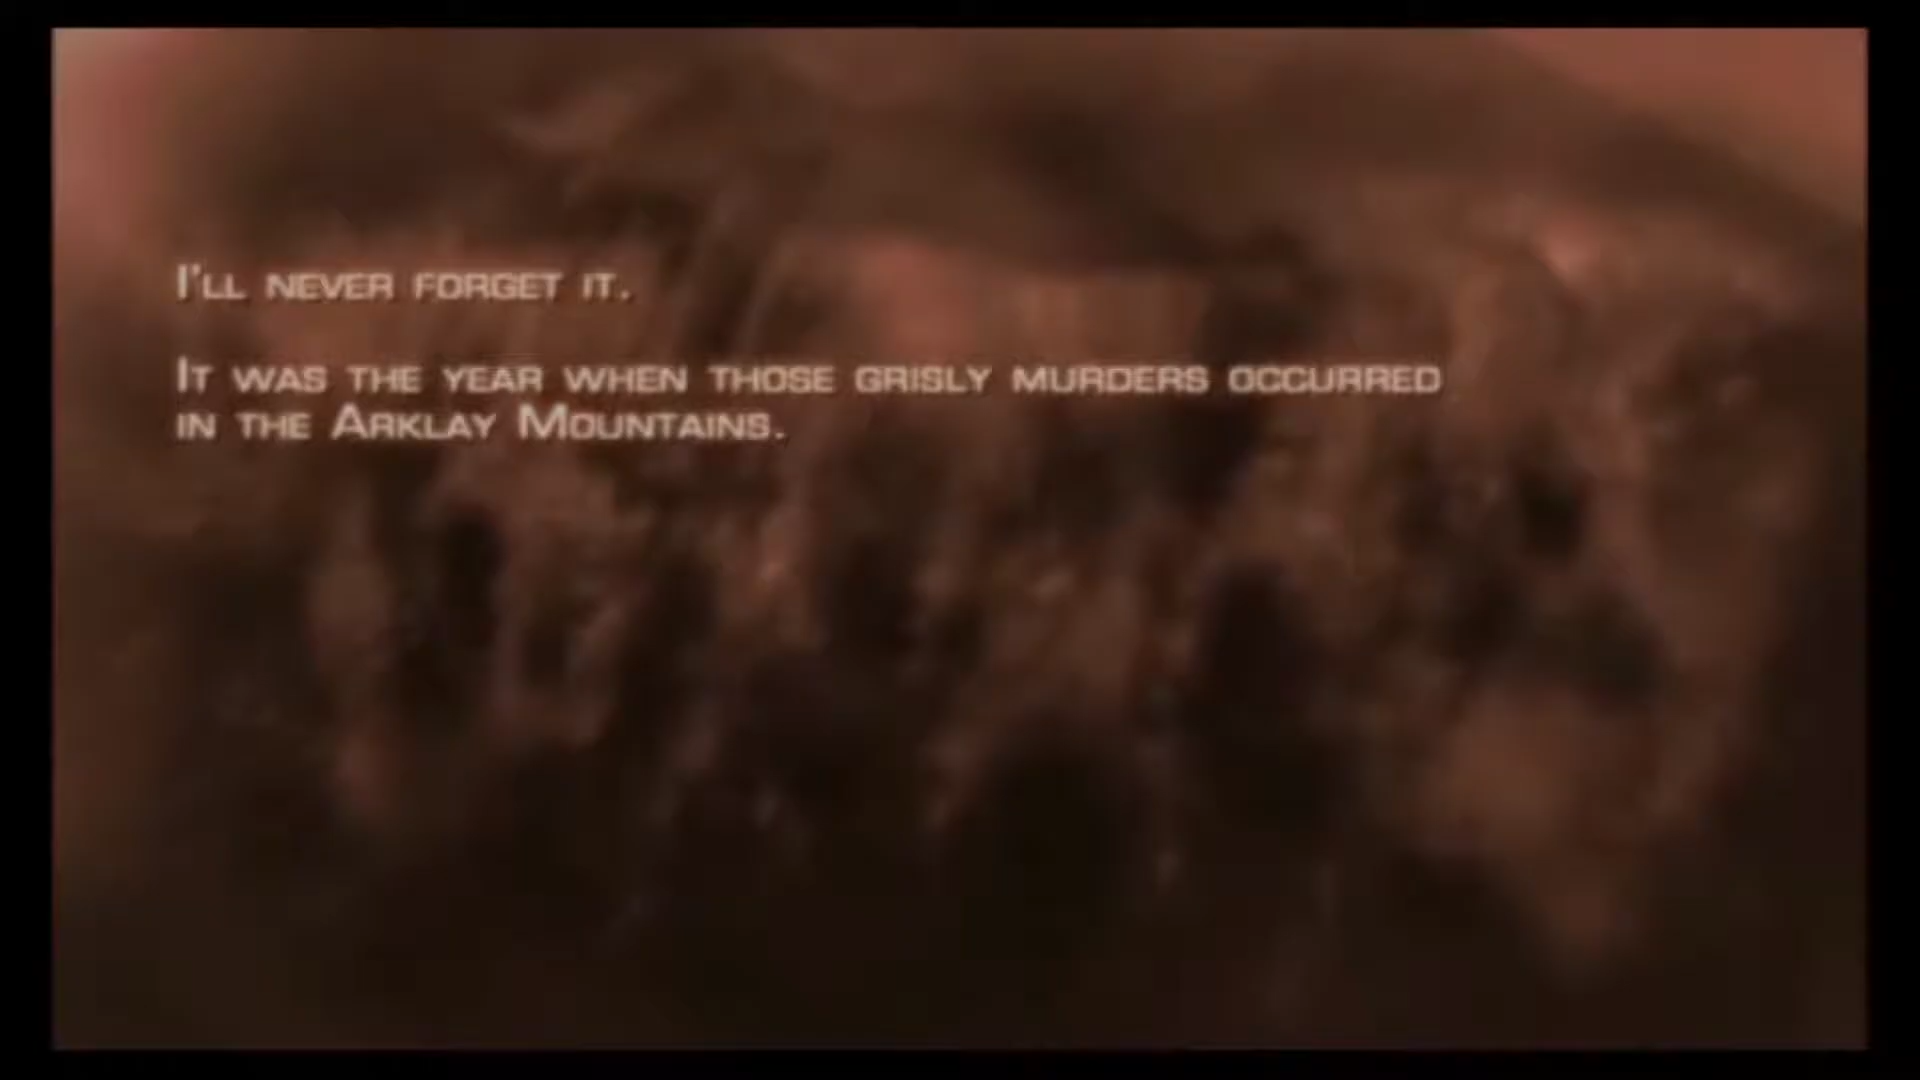 I'll never forget it.
It was the year when those grisly murders occurred
in the Arklay Mountains.